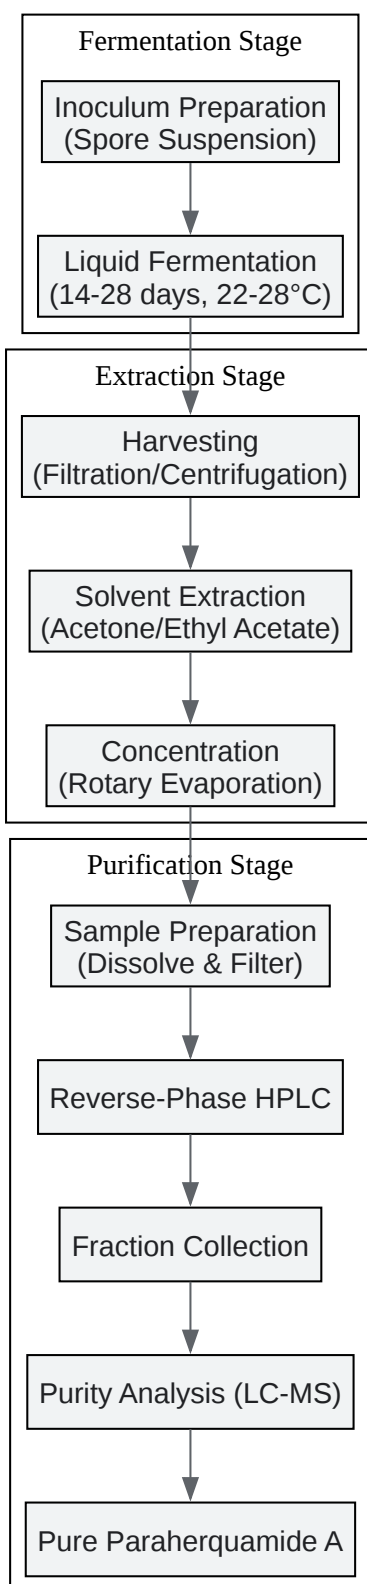 Fermentation Stage
Inoculum Preparation
(Spore Suspension)
Liquid Fermentation
(14-28 days, 22-28°C)
Extraction Stage
Harvesting
(Filtration/Centrifugation)
Solvent Extraction
(Acetone/Ethyl Acetate)
Concentration
(Rotary Evaporation)
Purification Stage
Sample Preparation
(Dissolve & Filter)
Reverse-Phase HPLC
Fraction Collection
Purity Analysis (LC-MS)
Pure Paraherquamide A